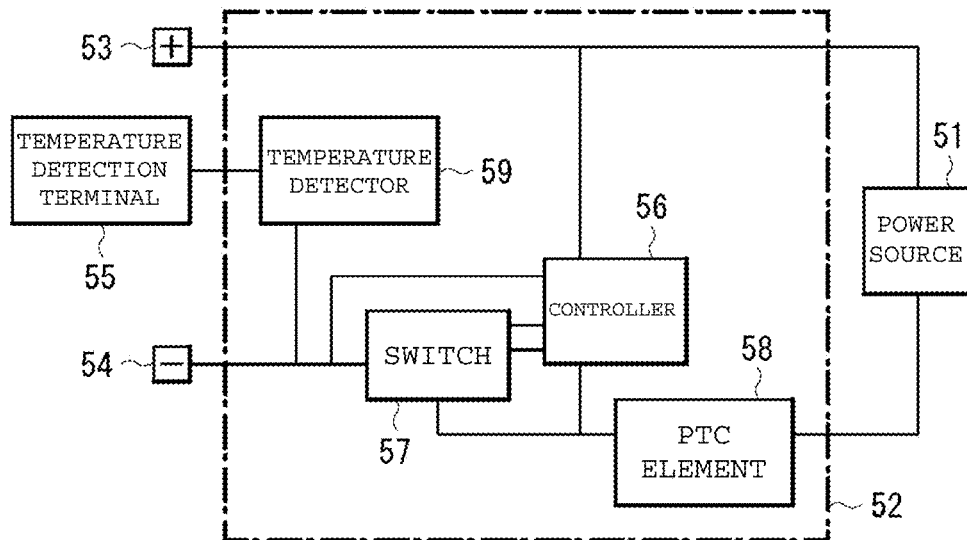 53
+
TEMPERATURE
DETECTION
TERMINAL
55
TEMPERATURE
DETECTOR
59
51
POWER
SOURCE
56
CONTROLLER
54
−
SWITCH
57
58
PTC
ELEMENT
52